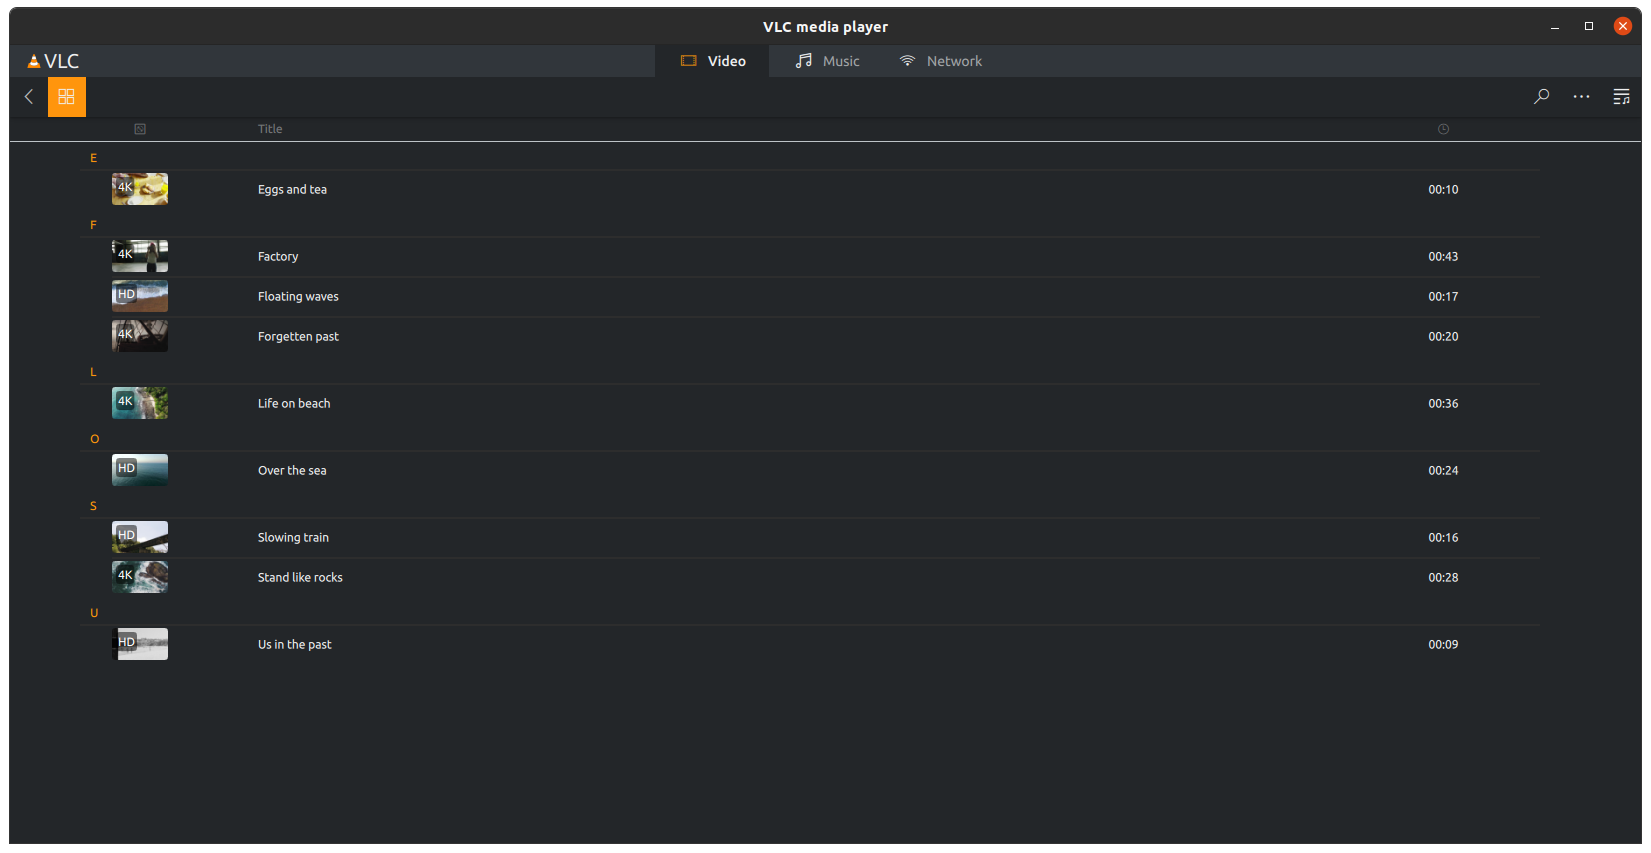 VLC media player
VLC Video Music Network
Title
E
4K Eggs and tea 00:10
F
4K Factory 00:43
HD Floating waves 00:17
4K Forgetten past 00:20
L
4K Life on beach 00:36
O
HD Over the sea 00:24
S
HD Slowing train 00:16
4K Stand like rocks 00:28
U
HD Us in the past 00:09